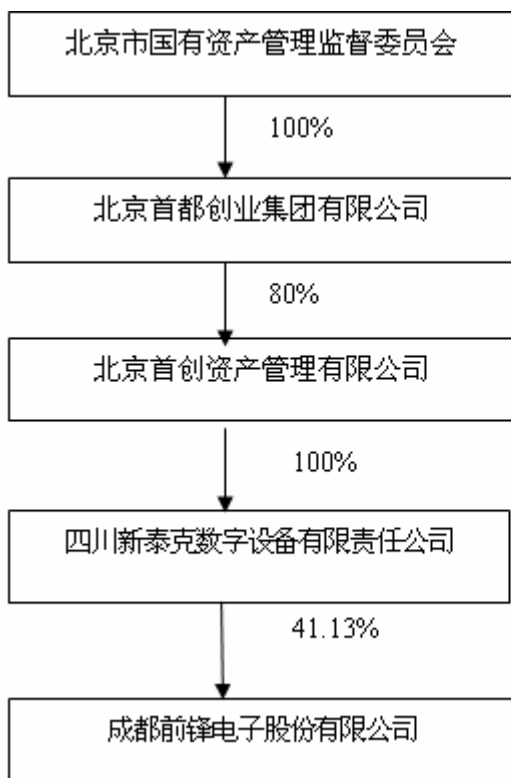 北京市国有资产管理监督委员会
100%
北京首都创业集团有限公司
80%
北京首创资产管理有限公司
100%
四川新泰克数字设备有限责任公司
41.13%
成都前锋电子股份有限公司